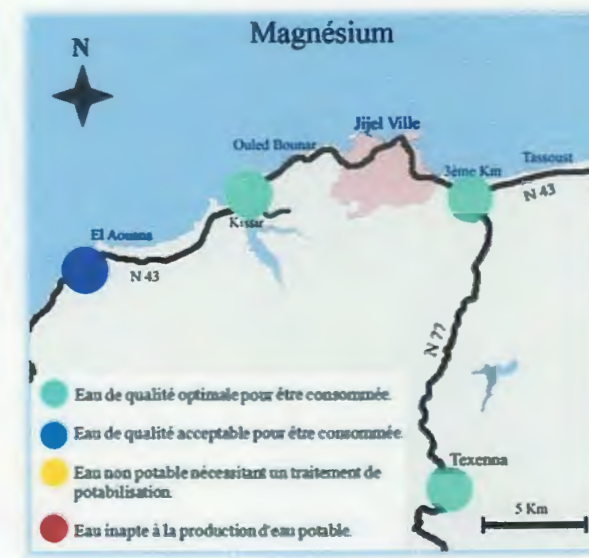 Magnésium
N
Jijel Ville
Ouled Bounar
3ème Km
Tassoust
N 43
Kissir
El Aouana
N 43
N 77
Eau de qualité optimale pour être consommée.
Eau de qualité acceptable pour être consommée.
Eau non potable nécessitant un traitement de
potabilisation.
Eau inapte à la production d'eau potable.
Texenna
5 Km